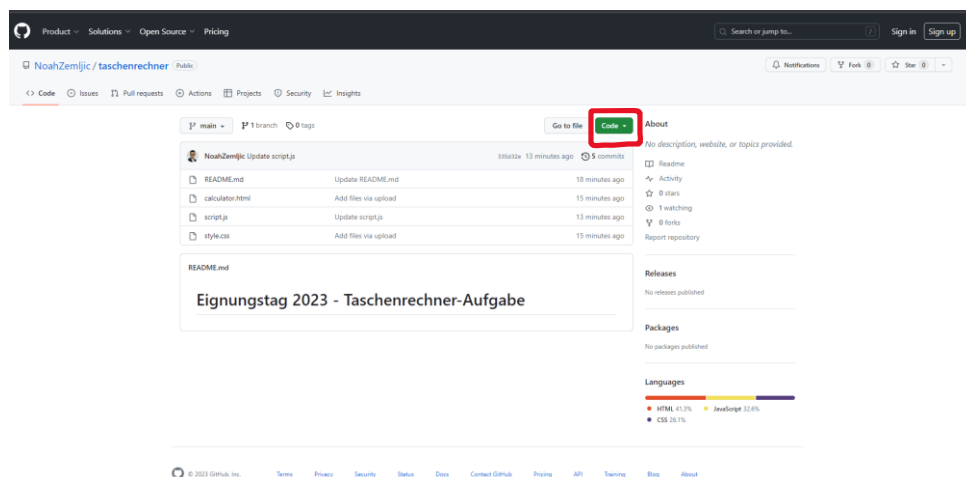 Product Solutions Open Source Pricing
Search or jump to... /
Sign in Sign up
NoahZemljic / taschenrechner Public
Notifications Fork 0 Star 0
Code Issues Pull requests Actions Projects Security Insights
main 1 branch 0 tags
Go to file Code
NoahZemljic Update script.js
13 minutes ago 5 commits
README.md Update README.md 18 minutes ago
calculator.html Add files via upload 15 minutes ago
script.js Update script.js 13 minutes ago
style.css Add files via upload 15 minutes ago
README.md
Eignungstag 2023 - Taschenrechner-Aufgabe
About
No description, website, or topics provided.
Readme
Activity
0 stars
1 watching
0 forks
Report repository
Releases
No releases published
Packages
No packages published
Languages
HTML 41.3% JavaScript 32.6%
CSS 26.1%
© 2023 GitHub, Inc. Terms Privacy Security Status Docs Contact GitHub Pricing API Training Blog About